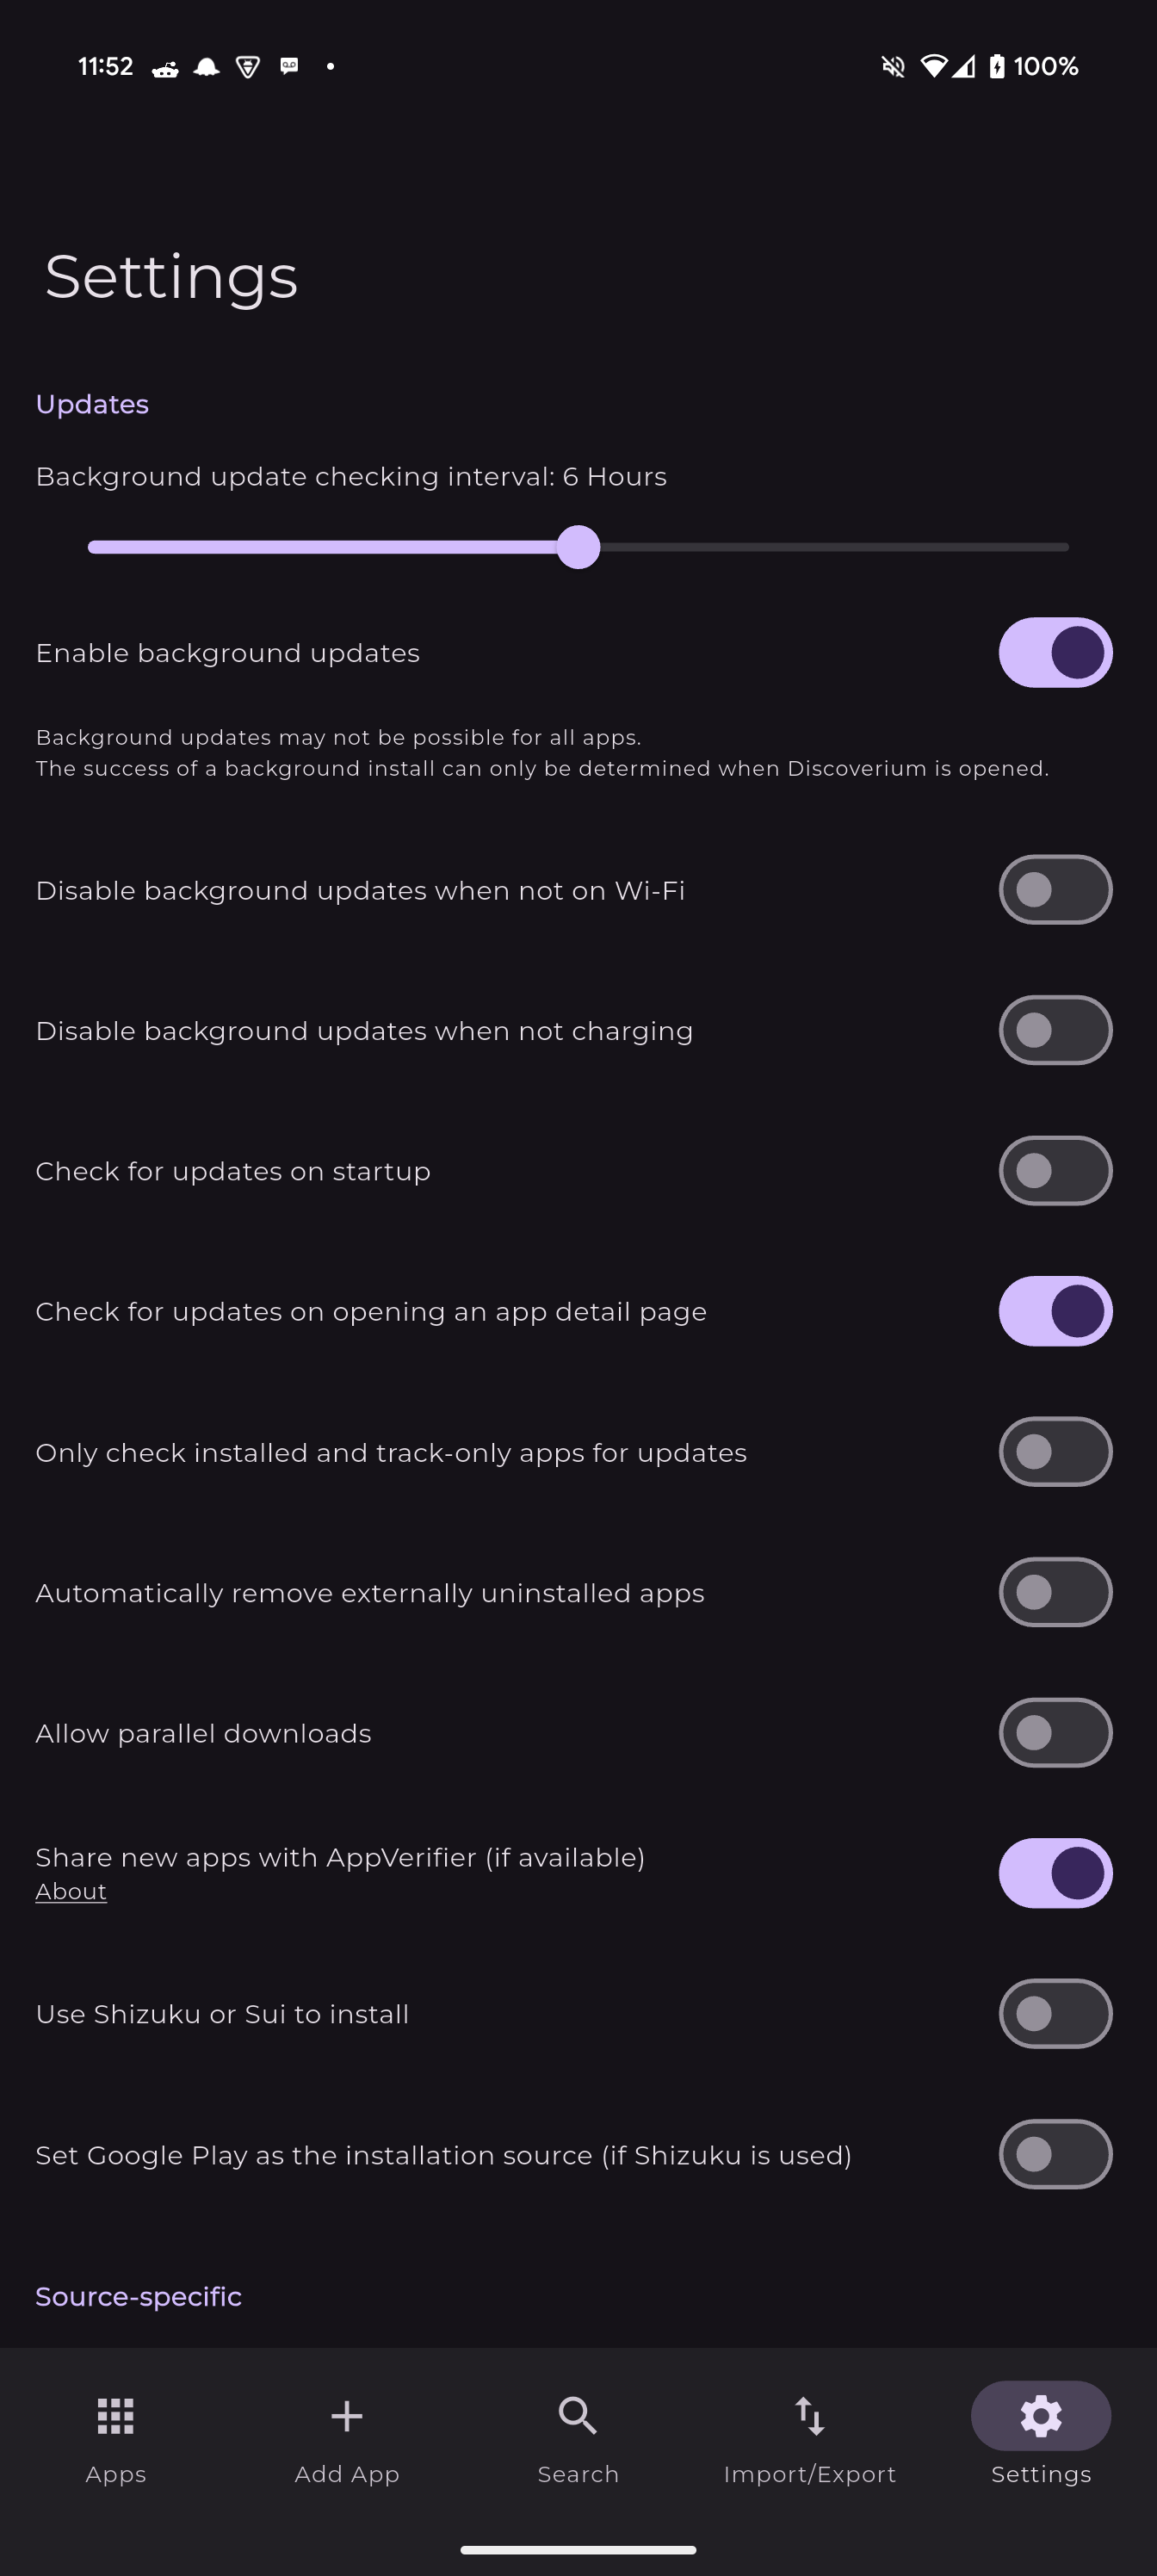 11:52
100%
Settings
Updates
Background update checking interval: 6 Hours
Enable background updates
Background updates may not be possible for all apps.
The success of a background install can only be determined when Discoverium is opened.
Disable background updates when not on Wi-Fi
Disable background updates when not charging
Check for updates on startup
Check for updates on opening an app detail page
Only check installed and track-only apps for updates
Automatically remove externally uninstalled apps
Allow parallel downloads
Share new apps with AppVerifier (if available)
About
Use Shizuku or Sui to install
Set Google Play as the installation source (if Shizuku is used)
Source-specific
Apps
Add App
Search
Import/Export
Settings